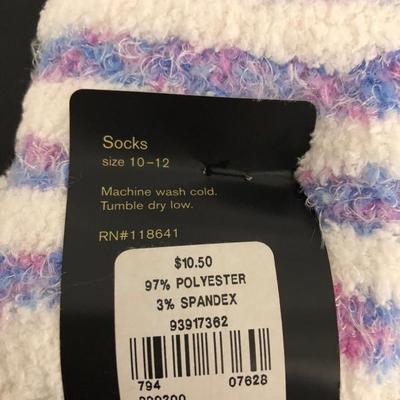 Socks
size 10-12
Machine wash cold.
Tumble dry low.
RN#118641
$10.50
97% POLYESTER
3% SPANDEX
93917362
794 07628